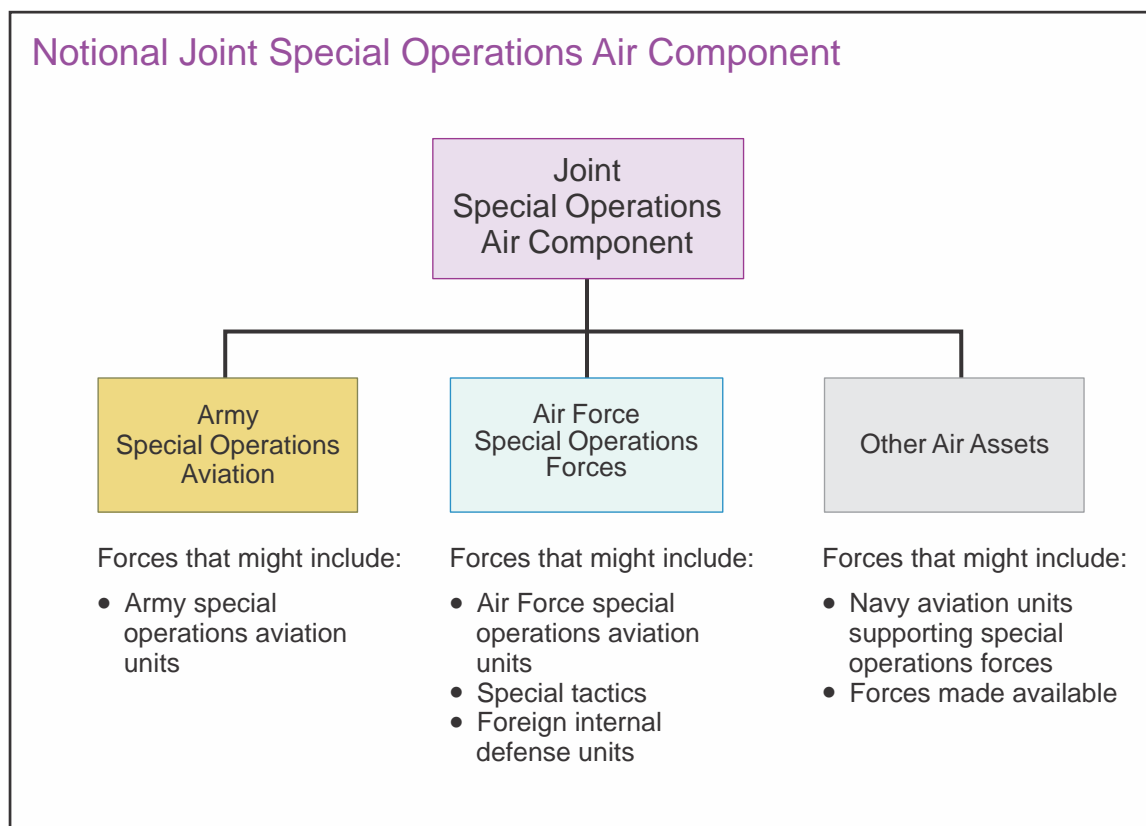 Notional Joint Special Operations Air Component
Joint
Special Operations
Air Component
Army
Special Operations
Aviation
Air Force
Special Operations
Forces
Other Air Assets
Forces that might include:
● Army special
operations aviation
units
Forces that might include:
● Air Force special
operations aviation
units
● Special tactics
● Foreign internal
defense units
Forces that might include:
● Navy aviation units
supporting special
operations forces
● Forces made available